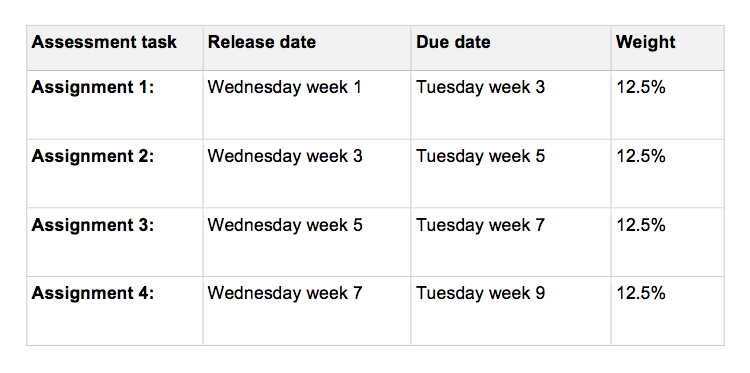 Assessment task Release date Due date Weight
Assignment 1: Wednesday week 1 Tuesday week 3 12.5%
Assignment 2: Wednesday week 3 Tuesday week 5 12.5%
Assignment 3: Wednesday week 5 Tuesday week 7 12.5%
Assignment 4: Wednesday week 7 Tuesday week 9 12.5%